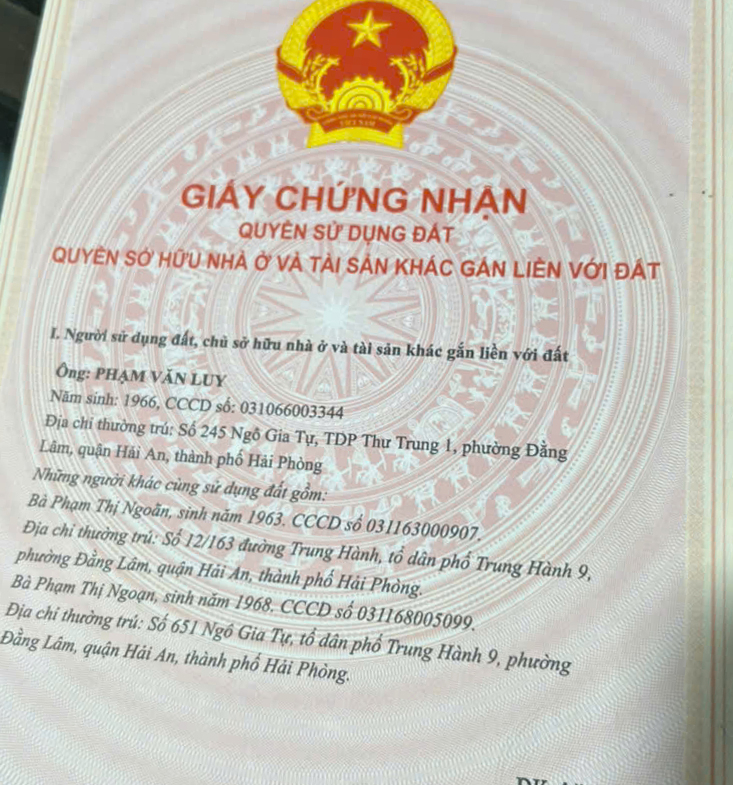 GIẤY CHỨNG NHẬN
QUYỀN SỬ DỤNG ĐẤT
QUYỀN SỞ HỮU NHÀ Ở VÀ TÀI SẢN KHÁC GẮN LIỀN VỚI ĐẤT
I. Người sử dụng đất, chủ sở hữu nhà ở và tài sản khác gắn liền với đất
Ông: PHẠM VĂN LUY
Năm sinh: 1966, CCCD số: 031066003344
Địa chỉ thường trú: Số 245 Ngô Gia Tự, TDP Thư Trung 1, phường Đằng
Lâm, quận Hải An, thành phố Hải Phòng
Những người khác cùng sử dụng đất gồm:
Bà Phạm Thị Ngoãn, sinh năm 1963. CCCD số 031163000907.
Địa chỉ thường trú: Số 12/163 đường Trung Hành, tổ dân phố Trung Hành 9,
phường Đằng Lâm, quận Hải An, thành phố Hải Phòng.
Bà Phạm Thị Ngoạn, sinh năm 1968. CCCD số 031168005099.
Địa chỉ thường trú: Số 651 Ngô Gia Tự, tổ dân phố Trung Hành 9, phường
Đằng Lâm, quận Hải An, thành phố Hải Phòng.